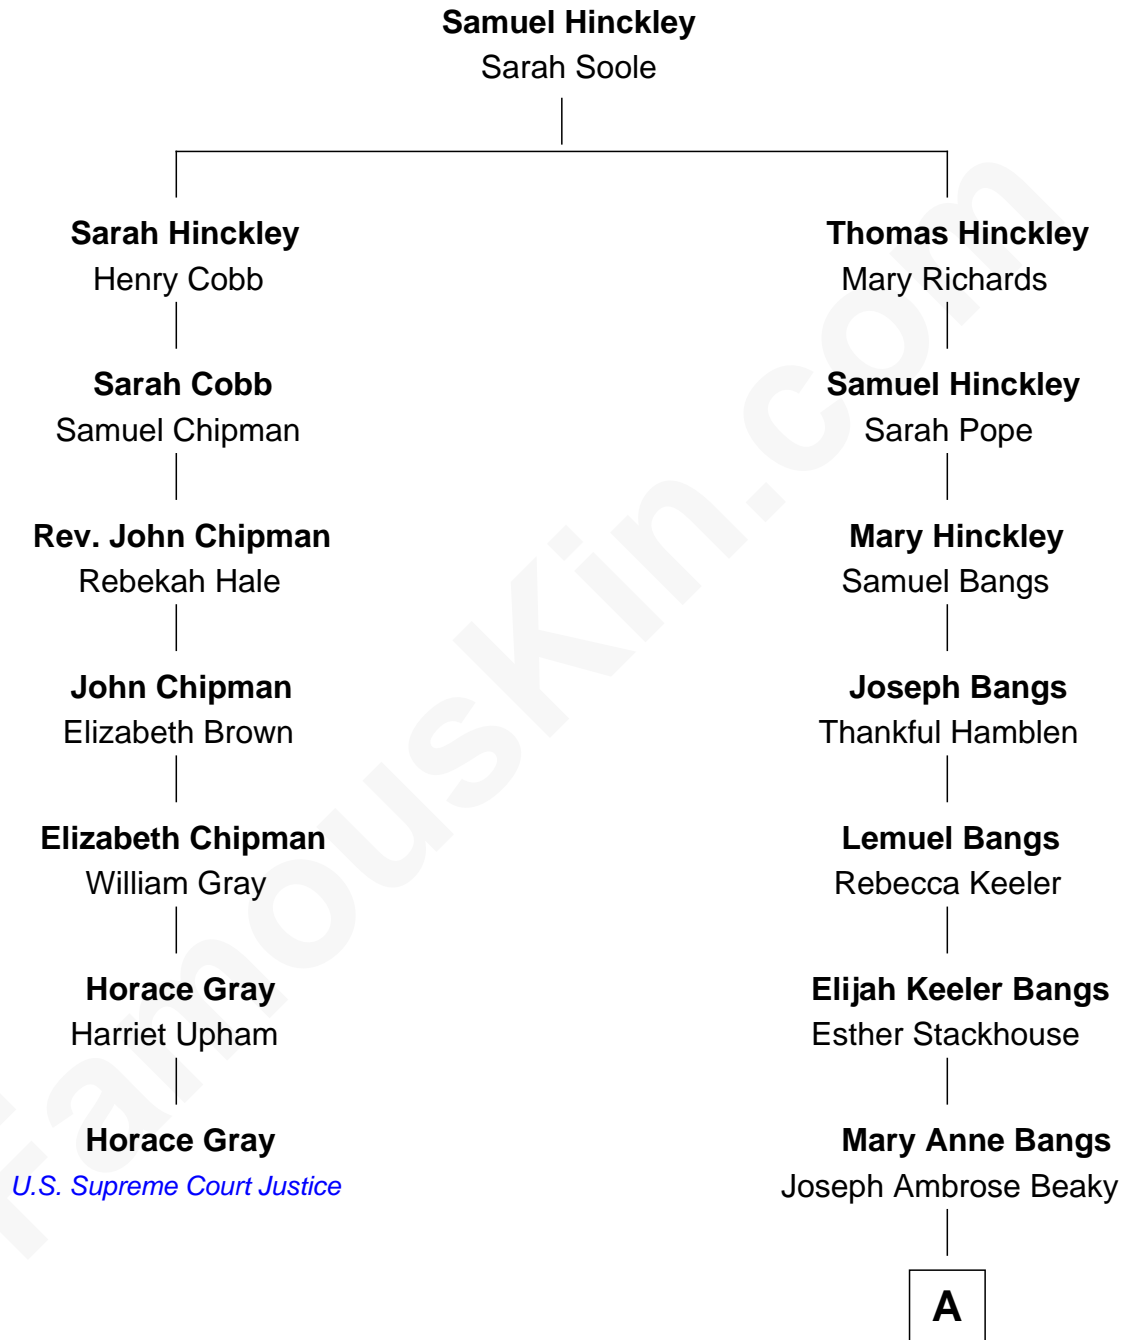 Samuel Hinckley
Sarah Soole
Sarah Hinckley
Henry Cobb
Thomas Hinckley
Mary Richards
Sarah Cobb
Samuel Chipman
Samuel Hinckley
Sarah Pope
Rev. John Chipman
Rebekah Hale
Mary Hinckley
Samuel Bangs
John Chipman
Elizabeth Brown
Joseph Bangs
Thankful Hamblen
Elizabeth Chipman
William Gray
Lemuel Bangs
Rebecca Keeler
Horace Gray
Harriet Upham
Elijah Keeler Bangs
Esther Stackhouse
Horace Gray
U.S. Supreme Court Justice
Mary Anne Bangs
Joseph Ambrose Beaky
A
FamousKin.com